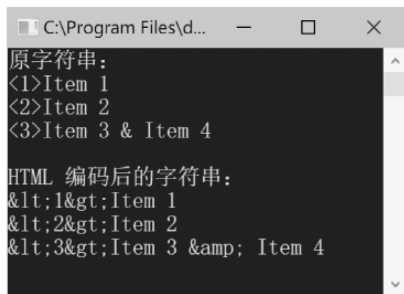 C:\Program Files\d...
原字符串：
<1>Item 1
<2>Item 2
<3>Item 3 & Item 4
HTML 编码后的字符串：
&lt;1&gt;Item 1
&lt;2&gt;Item 2
&lt;3&gt;Item 3 &amp; Item 4